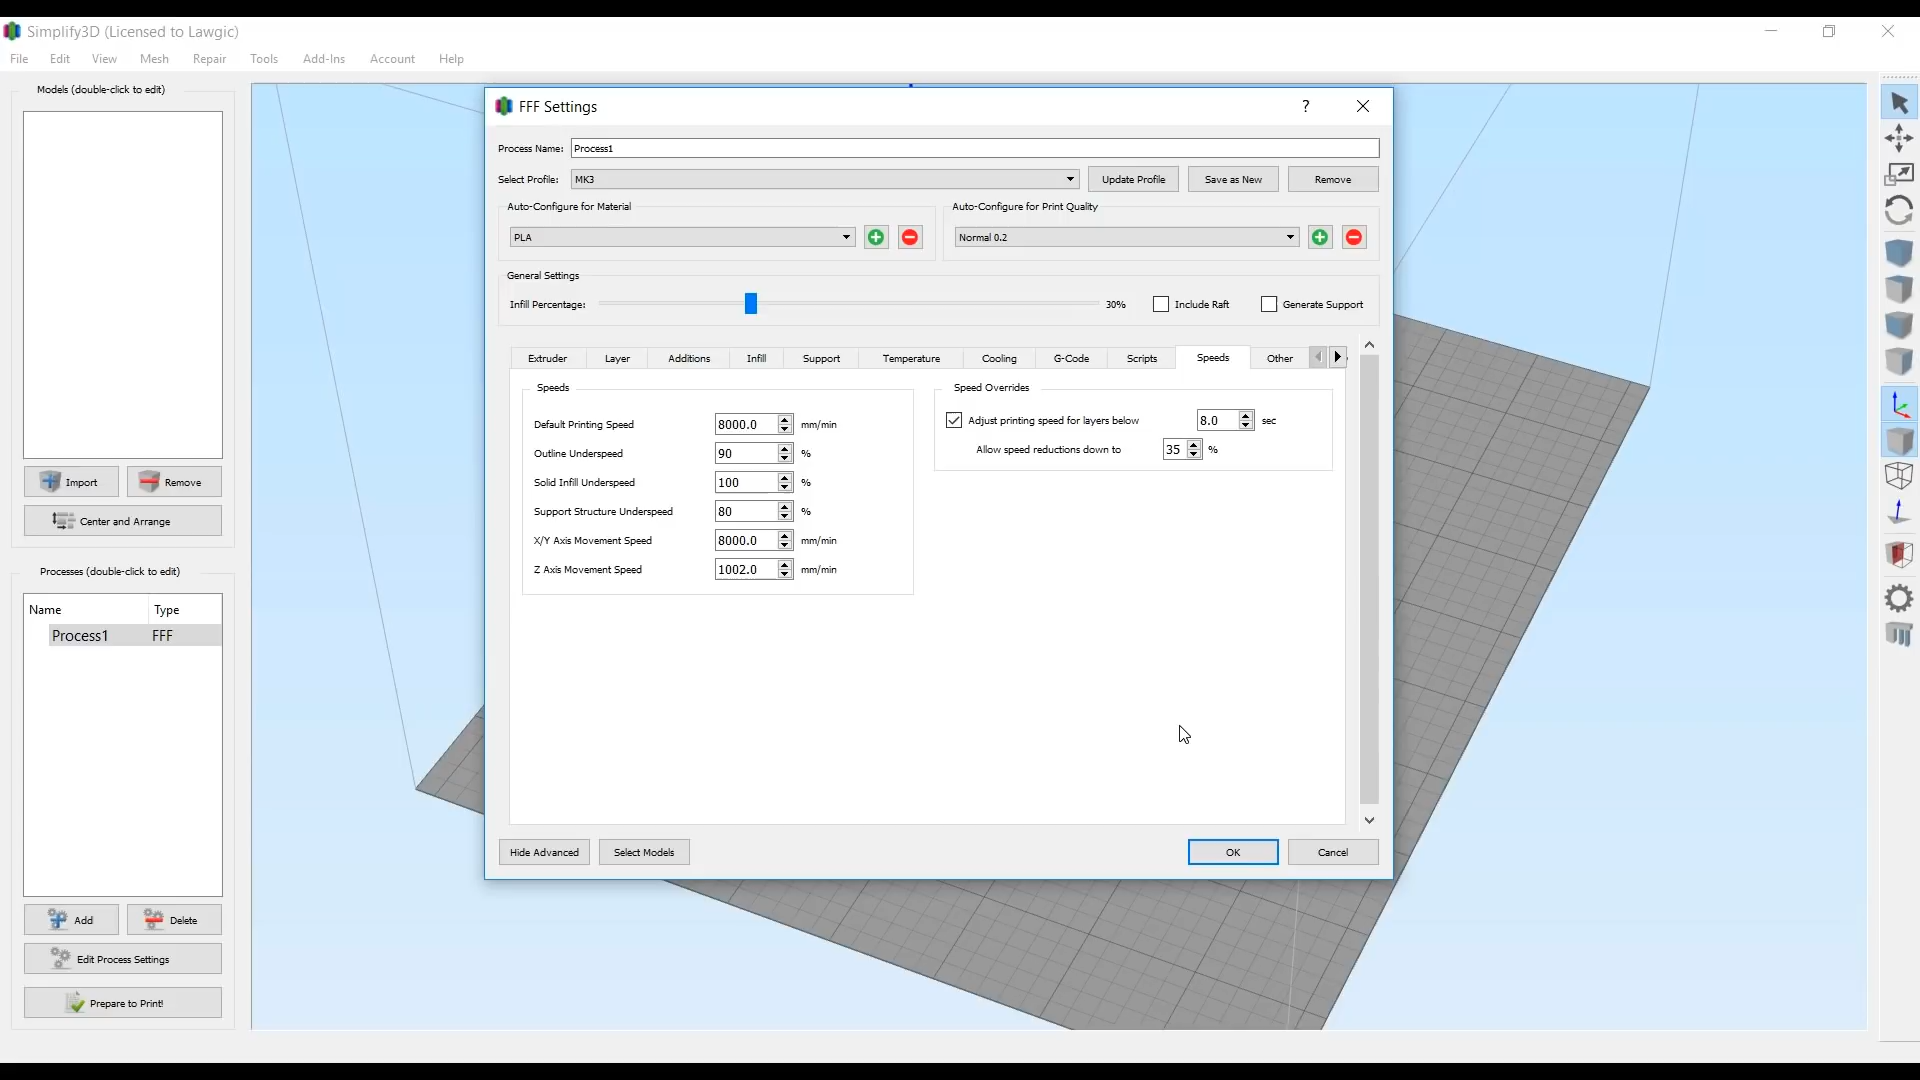 Simplify3D (Licensed to Lawgic)
File Edit View Mesh Repair Tools Add-Ins Account Help
Models (double-click to edit)
Import Remove
Center and Arrange
Processes (double-click to edit)
Name Type
Process1 FFF
Add Delete
Edit Process Settings
Prepare to Print!
FFF Settings ?
Process Name: Process1
Select Profile: MK3 Update Profile Save as New Remove
Auto-Configure for Material Auto-Configure for Print Quality
PLA Normal 0.2
General Settings
Infill Percentage: 30% Include Raft Generate Support
Extruder Layer Additions Infill Support Temperature Cooling G-Code Scripts Speeds Other
Speeds
Default Printing Speed 8000.0 mm/min
Outline Underspeed 90 %
Solid Infill Underspeed 100 %
Support Structure Underspeed 80 %
X/Y Axis Movement Speed 8000.0 mm/min
Z Axis Movement Speed 1002.0 mm/min
Speed Overrides
Adjust printing speed for layers below 8.0 sec
Allow speed reductions down to 35 %
Hide Advanced Select Models OK Cancel